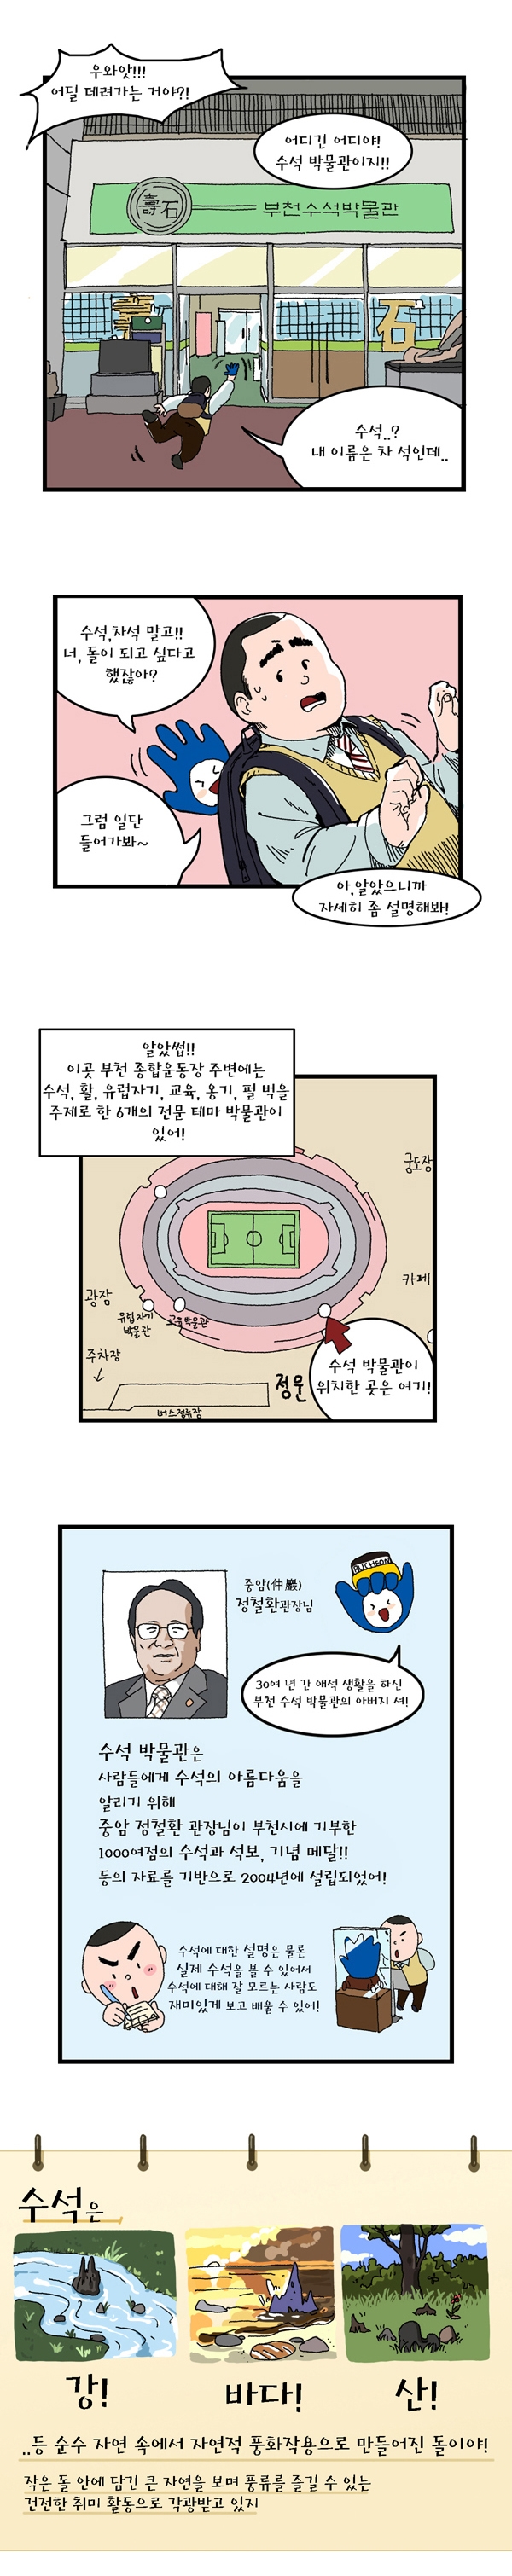 우와앗!!!
어딜 데려가는 거야?!
어디긴 어디야!
수석 박물관이지!!
壽石
부천수석박물관
石
수석..?
내 이름은 차 석인데..
수석,차석 말고!!
너, 돌이 되고 싶다고
했잖아?
그럼 일단
들어가봐~
아,알았으니까
자세히 좀 설명해봐!
알았썹!!
이곳 부천 종합운동장 주변에는
수석, 활, 유럽자기, 교육, 옹기, 펄 벅을
주제로 한 6개의 전문 테마 박물관이
있어!
궁도장
카페
광장
유럽자기
박물관
교육박물관
주차장
정문
버스정류장
수석 박물관이
위치한 곳은 여기!
중암(仲巖)
정철환관장님
BUCHEON
30여 년 간 애석 생활을 하신
부천 수석 박물관의 아버지 셔!
수석 박물관은
사람들에게 수석의 아름다움을
알리기 위해
중암 정철환 관장님이 부천시에 기부한
1000여점의 수석과 석보, 기념 메달!!
등의 자료를 기반으로 2004년에 설립되었어!
수석에 대한 설명은 물론
실제 수석을 볼 수 있어서
수석에 대해 잘 모르는 사람도
재미있게 보고 배울 수 있어!
수석은
강!
바다!
산!
..등 순수 자연 속에서 자연적 풍화작용으로 만들어진 돌이야!
작은 돌 안에 담긴 큰 자연을 보며 풍류를 즐길 수 있는
건전한 취미 활동으로 각광받고 있지